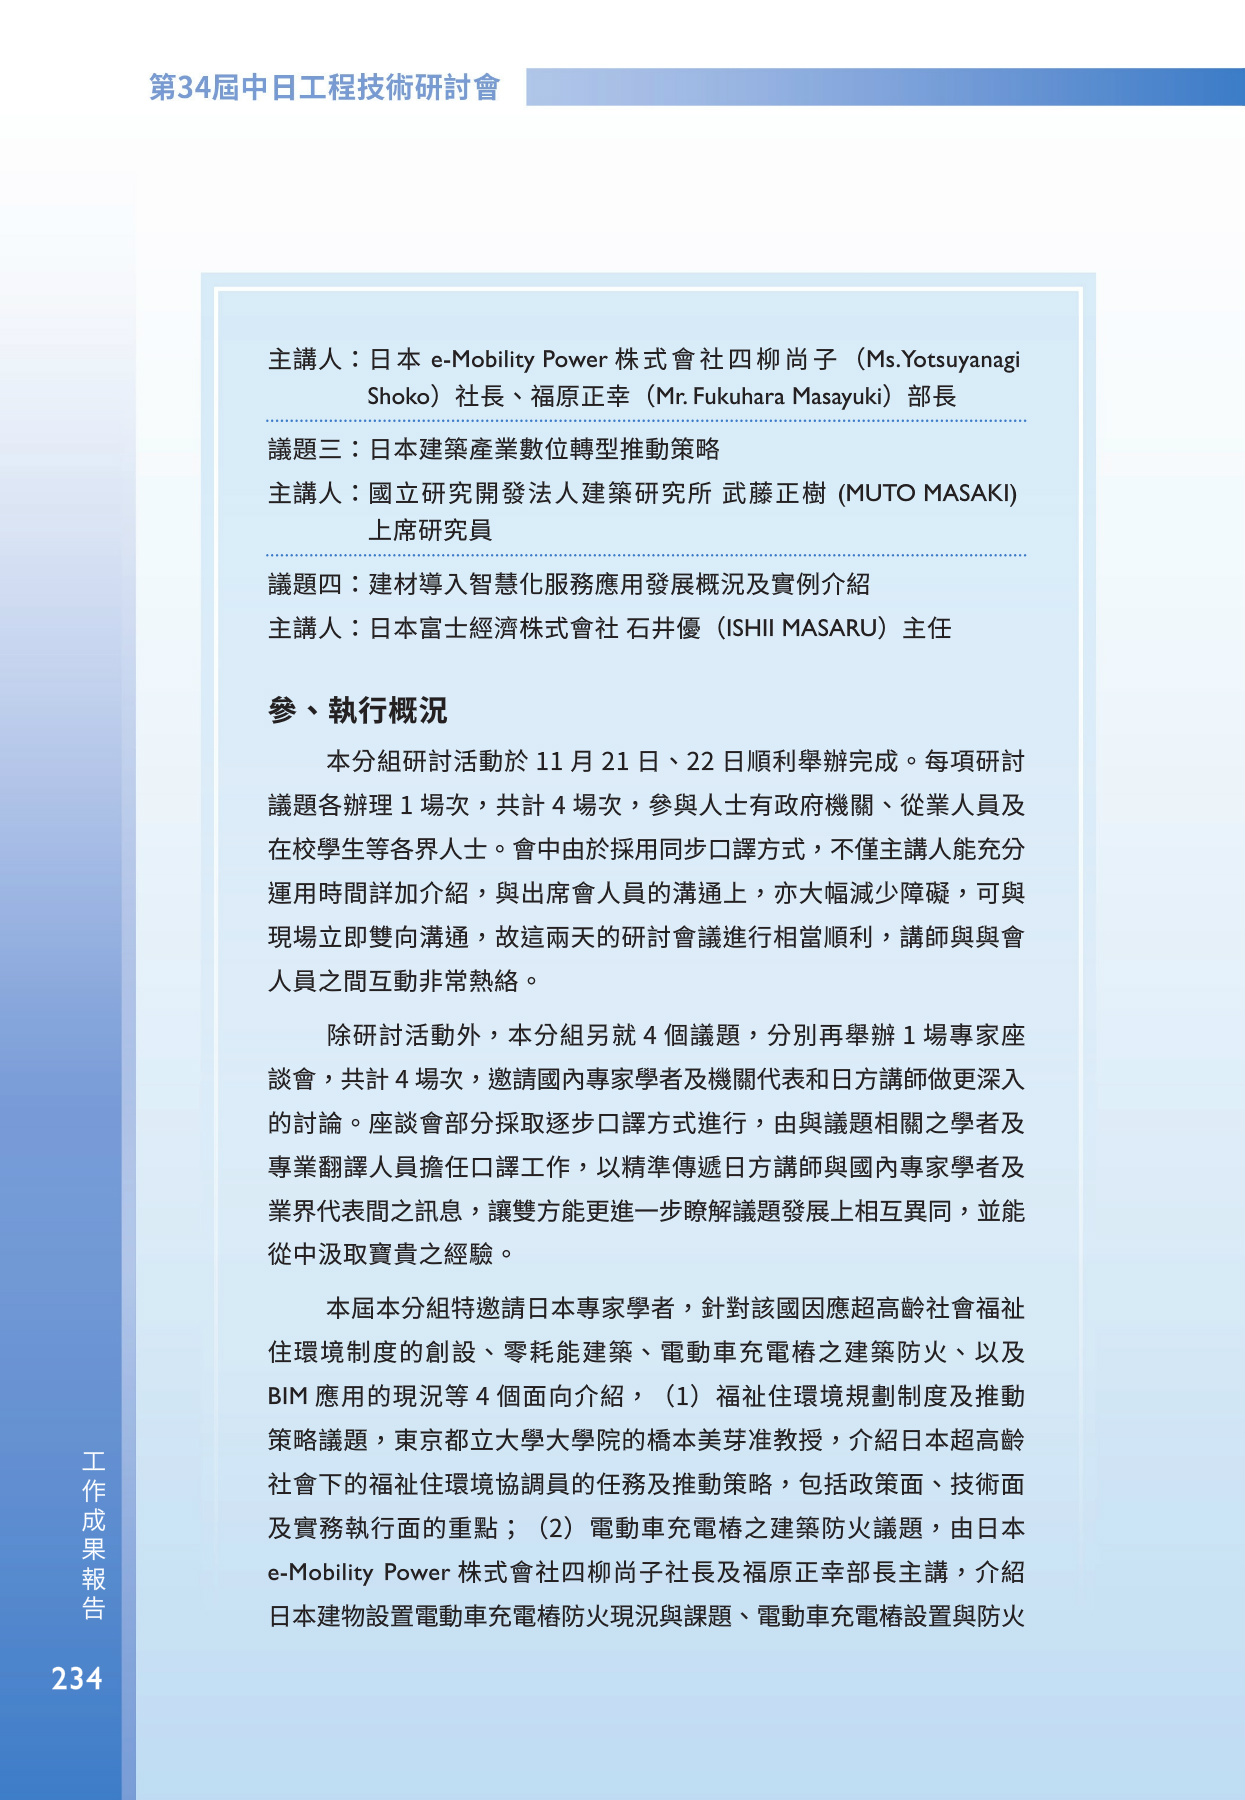 第34屆中日工程技術研討會
主講人：日本 e-Mobility Power 株式會社四柳尚子（Ms.Yotsuyanagi
Shoko）社長、福原正幸（Mr. Fukuhara Masayuki）部長
議題三：日本建築產業數位轉型推動策略
主講人：國立研究開發法人建築研究所 武藤正樹 (MUTO MASAKI)
上席研究員
議題四：建材導入智慧化服務應用發展概況及實例介紹
主講人：日本富士經濟株式會社 石井優（ISHII MASARU）主任
參、執行概況
本分組研討活動於 11 月 21 日、22 日順利舉辦完成。每項研討
議題各辦理 1 場次，共計 4 場次，參與人士有政府機關、從業人員及
在校學生等各界人士。會中由於採用同步口譯方式，不僅主講人能充分
運用時間詳加介紹，與出席會人員的溝通上，亦大幅減少障礙，可與
現場立即雙向溝通，故這兩天的研討會議進行相當順利，講師與與會
人員之間互動非常熱絡。
除研討活動外，本分組另就 4 個議題，分別再舉辦 1 場專家座
談會，共計 4 場次，邀請國內專家學者及機關代表和日方講師做更深入
的討論。座談會部分採取逐步口譯方式進行，由與議題相關之學者及
專業翻譯人員擔任口譯工作，以精準傳遞日方講師與國內專家學者及
業界代表間之訊息，讓雙方能更進一步瞭解議題發展上相互異同，並能
從中汲取寶貴之經驗。
本屆本分組特邀請日本專家學者，針對該國因應超高齡社會福祉
住環境制度的創設、零耗能建築、電動車充電樁之建築防火、以及
BIM 應用的現況等 4 個面向介紹，（1）福祉住環境規劃制度及推動
策略議題，東京都立大學大學院的橋本美芽准教授，介紹日本超高齡
社會下的福祉住環境協調員的任務及推動策略，包括政策面、技術面
及實務執行面的重點；（2）電動車充電樁之建築防火議題，由日本
e-Mobility Power 株式會社四柳尚子社長及福原正幸部長主講，介紹
日本建物設置電動車充電樁防火現況與課題、電動車充電樁設置與防火
工作成果報告
234